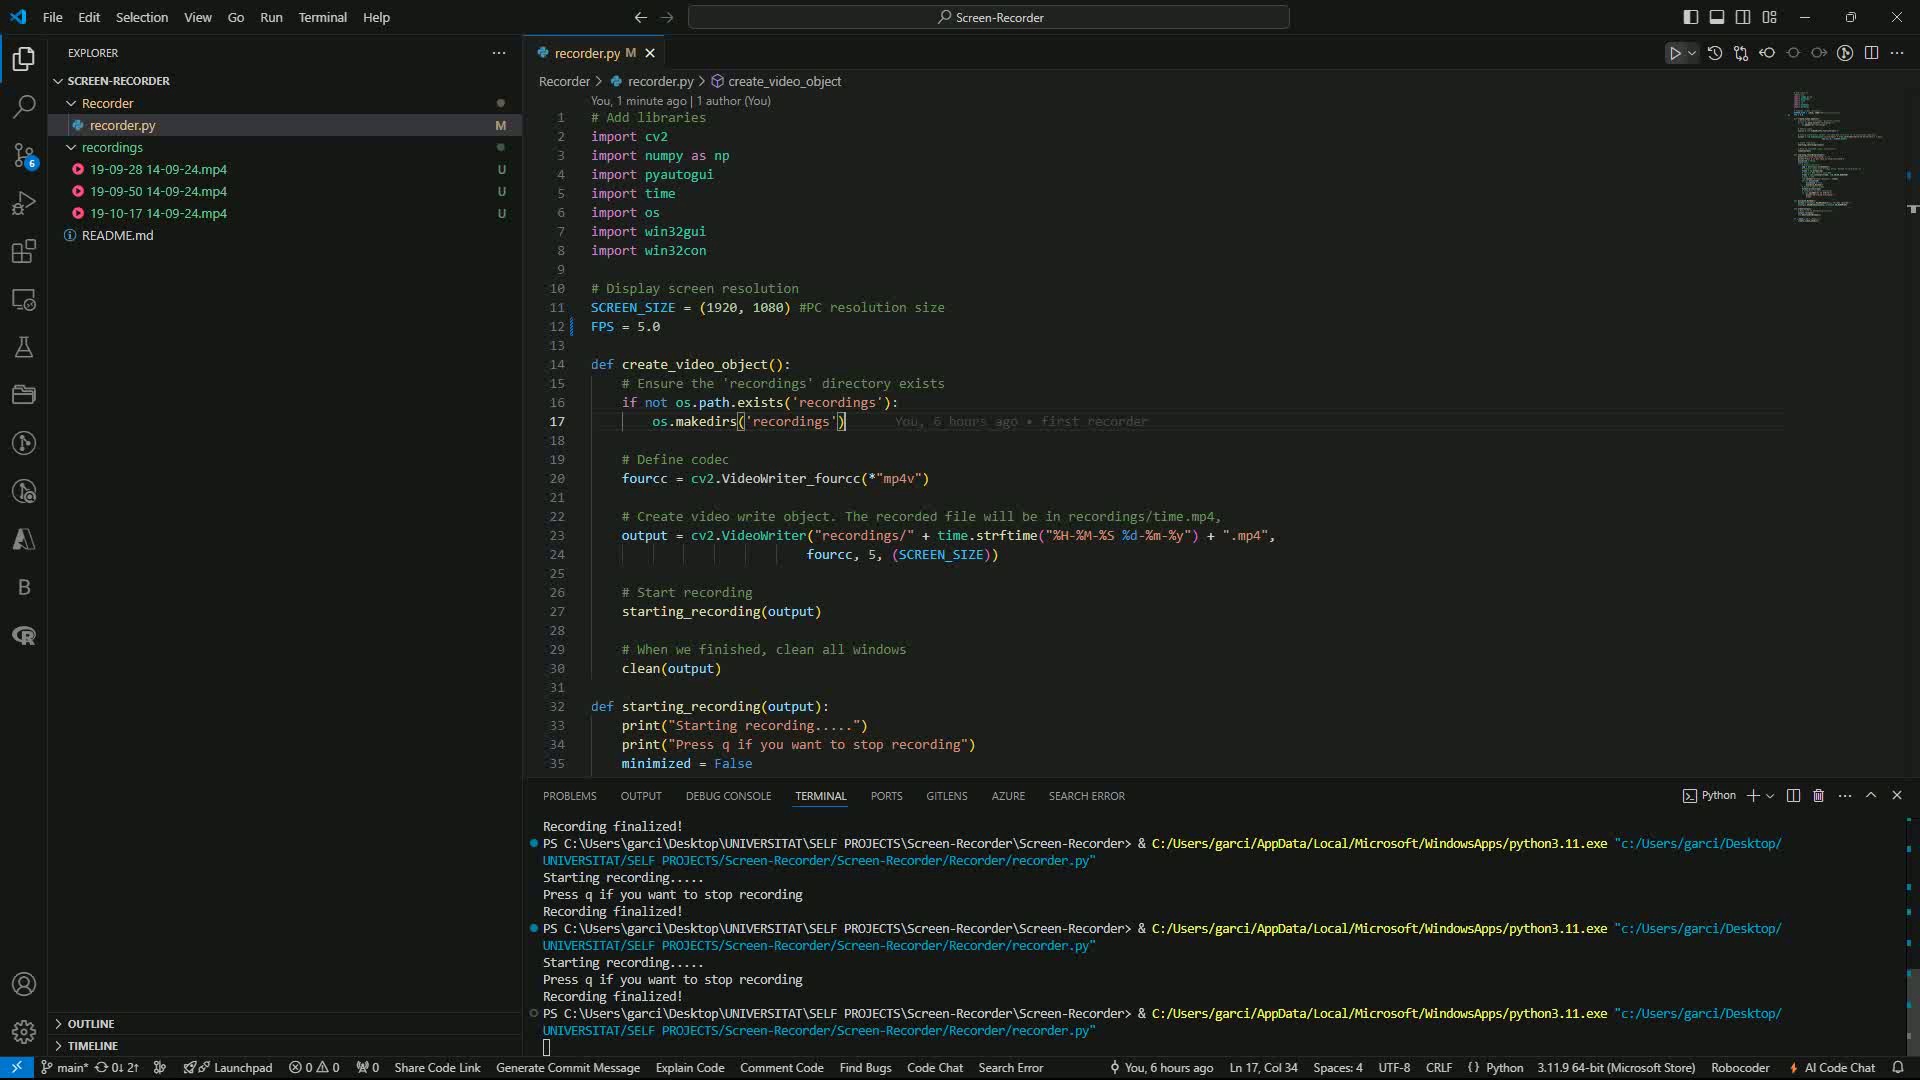 File Edit Selection View Go Run Terminal Help
Screen-Recorder
EXPLORER
SCREEN-RECORDER
Recorder
recorder.py M
recordings
19-09-28 14-09-24.mp4 U
19-09-50 14-09-24.mp4 U
19-10-17 14-09-24.mp4 U
README.md
6
B
OUTLINE
TIMELINE
recorder.py M
Recorder > recorder.py > create_video_object
You, 1 minute ago | 1 author (You)
1 # Add libraries
2 import cv2
3 import numpy as np
4 import pyautogui
5 import time
6 import os
7 import win32gui
8 import win32con
9
10 # Display screen resolution
11 SCREEN_SIZE = (1920, 1080) #PC resolution size
12 FPS = 5.0
13
14 def create_video_object():
15 # Ensure the 'recordings' directory exists
16 if not os.path.exists('recordings'):
17 os.makedirs('recordings') You, 6 hours ago • first recorder
18
19 # Define codec
20 fourcc = cv2.VideoWriter_fourcc(*"mp4v")
21
22 # Create video write object. The recorded file will be in recordings/time.mp4,
23 output = cv2.VideoWriter("recordings/" + time.strftime("%H-%M-%S %d-%m-%y") + ".mp4",
24 fourcc, 5, (SCREEN_SIZE))
25
26 # Start recording
27 starting_recording(output)
28
29 # When we finished, clean all windows
30 clean(output)
31
32 def starting_recording(output):
33 print("Starting recording.....")
34 print("Press q if you want to stop recording")
35 minimized = False
PROBLEMS OUTPUT DEBUG CONSOLE TERMINAL PORTS GITLENS AZURE SEARCH ERROR
Python
Recording finalized!
PS C:\Users\garci\Desktop\UNIVERSITAT\SELF PROJECTS\Screen-Recorder\Screen-Recorder> & C:/Users/garci/AppData/Local/Microsoft/WindowsApps/python3.11.exe "c:/Users/garci/Desktop/
UNIVERSITAT/SELF PROJECTS/Screen-Recorder/Screen-Recorder/Recorder/recorder.py"
Starting recording.....
Press q if you want to stop recording
Recording finalized!
PS C:\Users\garci\Desktop\UNIVERSITAT\SELF PROJECTS\Screen-Recorder\Screen-Recorder> & C:/Users/garci/AppData/Local/Microsoft/WindowsApps/python3.11.exe "c:/Users/garci/Desktop/
UNIVERSITAT/SELF PROJECTS/Screen-Recorder/Screen-Recorder/Recorder/recorder.py"
Starting recording.....
Press q if you want to stop recording
Recording finalized!
PS C:\Users\garci\Desktop\UNIVERSITAT\SELF PROJECTS\Screen-Recorder\Screen-Recorder> & C:/Users/garci/AppData/Local/Microsoft/WindowsApps/python3.11.exe "c:/Users/garci/Desktop/
UNIVERSITAT/SELF PROJECTS/Screen-Recorder/Screen-Recorder/Recorder/recorder.py"
main* 0↓ 2↑ Launchpad 0 0 0 Share Code Link Generate Commit Message Explain Code Comment Code Find Bugs Code Chat Search Error You, 6 hours ago Ln 17, Col 34 Spaces: 4 UTF-8 CRLF {} Python 3.11.9 64-bit (Microsoft Store) Robocoder AI Code Chat